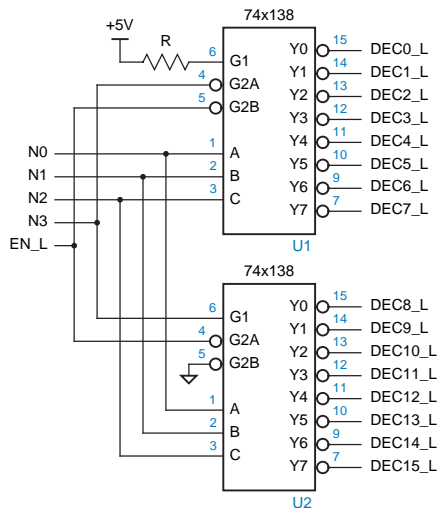 74x138
+5V
R
6 G1 Y0 15 DEC0_L
4 G2A Y1 14 DEC1_L
5 G2B Y2 13 DEC2_L
Y3 12 DEC3_L
N0 1 A Y4 11 DEC4_L
N1 2 B Y5 10 DEC5_L
N2 3 C Y6 9 DEC6_L
N3 Y7 7 DEC7_L
EN_L U1
74x138
6 G1 Y0 15 DEC8_L
4 G2A Y1 14 DEC9_L
5 G2B Y2 13 DEC10_L
Y3 12 DEC11_L
1 A Y4 11 DEC12_L
2 B Y5 10 DEC13_L
3 C Y6 9 DEC14_L
Y7 7 DEC15_L
U2